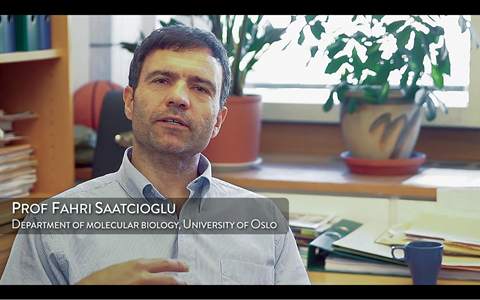 Prof Fahri Saatcioglu
Department of molecular biology, University of Oslo